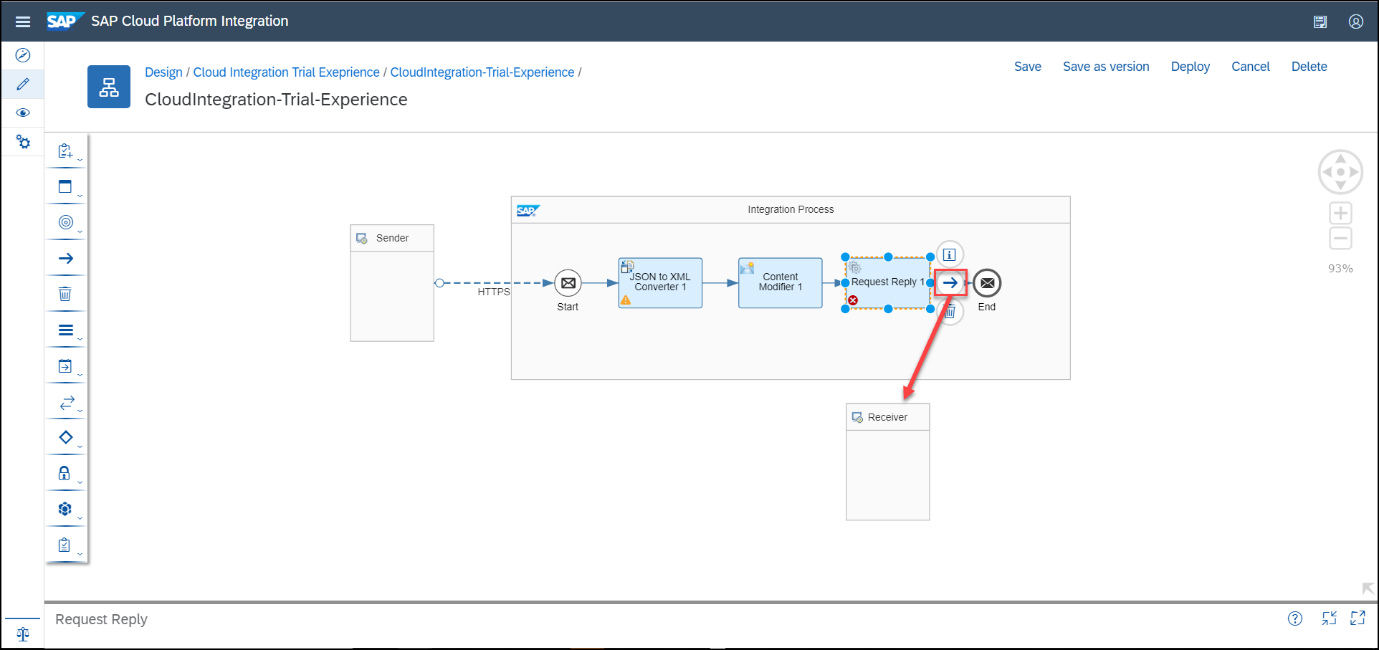 SAP SAP Cloud Platform Integration
Design / Cloud Integration Trial Exeprience / CloudIntegration-Trial-Experience /
CloudIntegration-Trial-Experience
Save Save as version Deploy Cancel Delete
SAP Integration Process
Sender
HTTPS
Start
JSON to XML
Converter 1
Content
Modifier 1
Request Reply 1
End
Receiver
93%
Request Reply